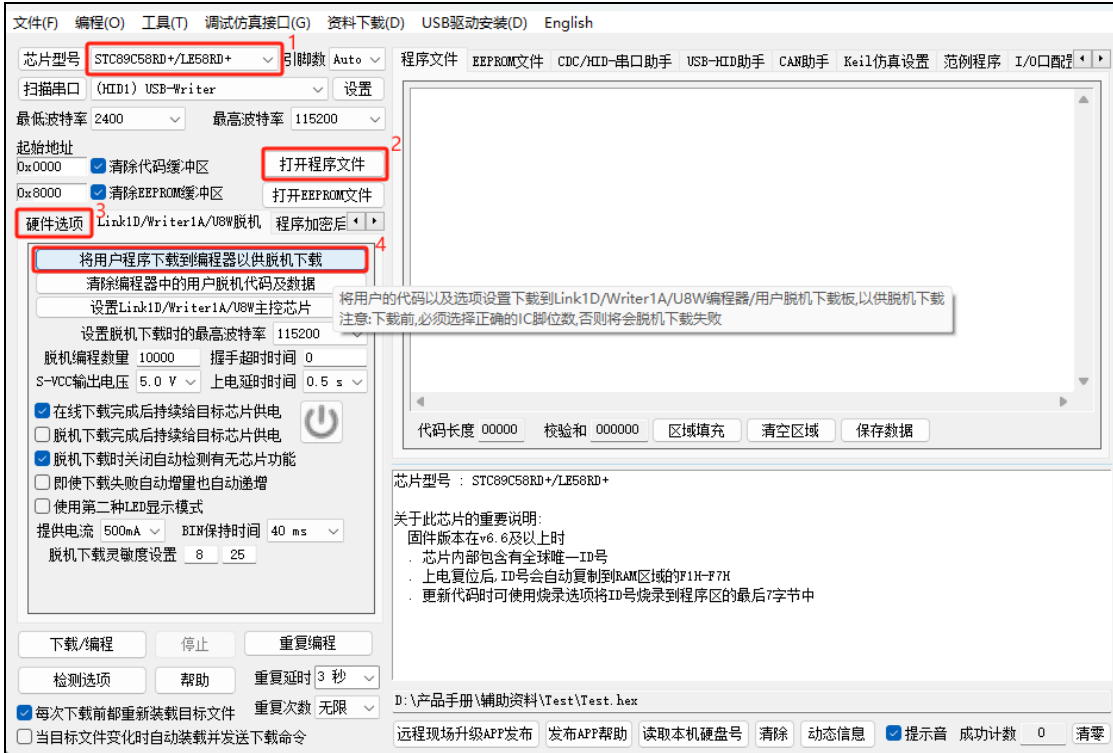 文件(F) 编程(O) 工具(T) 调试仿真接口(G) 资料下载(D) USB驱动安装(D) English
1
芯片型号 STC89C58RD+/LE58RD+ 引脚数 Auto
扫描串口 (HID1) USB-Writer 设置
最低波特率 2400 最高波特率 115200
起始地址
2
0x0000 清除代码缓冲区 打开程序文件
0x8000 清除EEPROM缓冲区 打开EEPROM文件
3
硬件选项 Link1D/Writer1A/U8W脱机 程序加密后
4
将用户程序下载到编程器以供脱机下载
清除编程器中的用户脱机代码及数据
设置Link1D/Writer1A/U8W主控芯片
设置脱机下载时的最高波特率 115200
脱机编程数量 10000 握手超时时间 0
S-VCC输出电压 5.0 V 上电延时时间 0.5 s
在线下载完成后持续给目标芯片供电
脱机下载完成后持续给目标芯片供电
脱机下载时关闭自动检测有无芯片功能
即使下载失败自动增量也自动递增
使用第二种LED显示模式
提供电流 500mA BIN保持时间 40 ms
脱机下载灵敏度设置 8 25
下载/编程 停止 重复编程
检测选项 帮助 重复延时 3 秒
每次下载前都重新装载目标文件 重复次数 无限
当目标文件变化时自动装载并发送下载命令
程序文件 EEPROM文件 CDC/HID-串口助手 USB-HID助手 CAN助手 Keil仿真设置 范例程序 I/O口配
将用户的代码以及选项设置下载到Link1D/Writer1A/U8W编程器/用户脱机下载板,以供脱机下载
注意:下载前,必须选择正确的IC脚位数,否则将会脱机下载失败
代码长度 00000 校验和 000000 区域填充 清空区域 保存数据
芯片型号 : STC89C58RD+/LE58RD+
关于此芯片的重要说明:
固件版本在v6.6及以上时
. 芯片内部包含有全球唯一ID号
. 上电复位后,ID号会自动复制到RAM区域的F1H-F7H
. 更新代码时可使用烧录选项将ID号烧录到程序区的最后7字节中
D:\产品手册\辅助资料\Test\Test.hex
远程现场升级APP发布 发布APP帮助 读取本机硬盘号 清除 动态信息 提示音 成功计数 0 清零